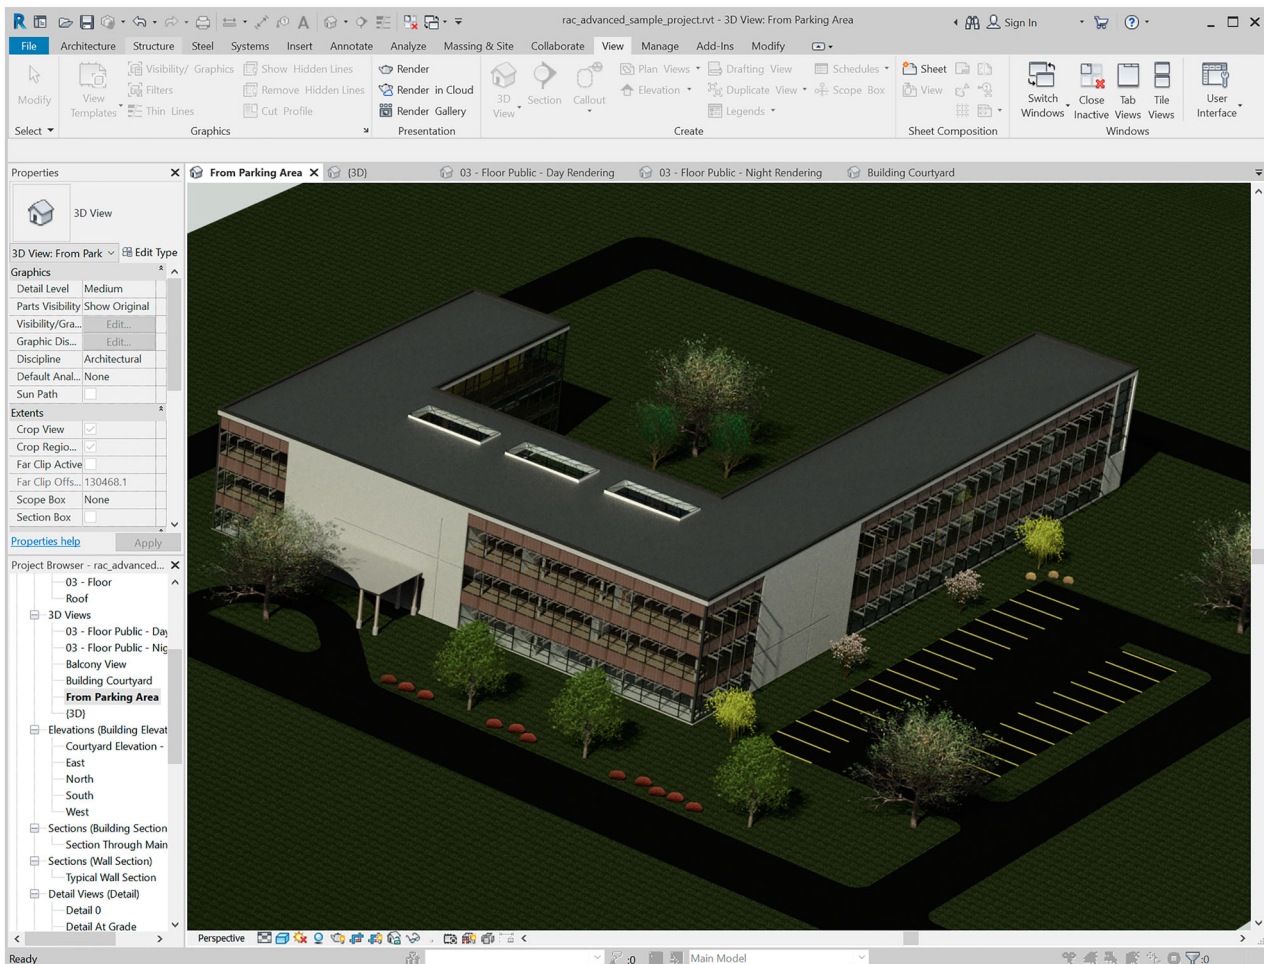 R
rac_advanced_sample_project.rvt - 3D View: From Parking Area
Sign In
File Architecture Structure Steel Systems Insert Annotate Analyze Massing & Site Collaborate View Manage Add-Ins Modify
Modify
Select
View Templates
Visibility/ Graphics
Filters
Thin Lines
Show Hidden Lines
Remove Hidden Lines
Cut Profile
Graphics
Render
Render in Cloud
Render Gallery
Presentation
3D View
Section
Callout
Plan Views
Elevation
Drafting View
Duplicate View
Legends
Schedules
Scope Box
Create
Sheet
View
Sheet Composition
Switch Windows
Close Inactive
Tab Views
Tile Views
Windows
User Interface
Properties
3D View
3D View: From Park
Edit Type
Graphics
Detail Level Medium
Parts Visibility Show Original
Visibility/Gra... Edit...
Graphic Dis... Edit...
Discipline Architectural
Default Anal... None
Sun Path
Extents
Crop View
Crop Regio...
Far Clip Active
Far Clip Offs... 130468.1
Scope Box None
Section Box
Properties help Apply
Project Browser - rac_advanced...
03 - Floor
Roof
3D Views
03 - Floor Public - Day
03 - Floor Public - Nig
Balcony View
Building Courtyard
From Parking Area
{3D}
Elevations (Building Elevat
Courtyard Elevation -
East
North
South
West
Sections (Building Section
Section Through Main
Sections (Wall Section)
Typical Wall Section
Detail Views (Detail)
Detail 0
Detail At Grade
From Parking Area {3D} 03 - Floor Public - Day Rendering 03 - Floor Public - Night Rendering Building Courtyard
Perspective
Ready
:0
Main Model
:0